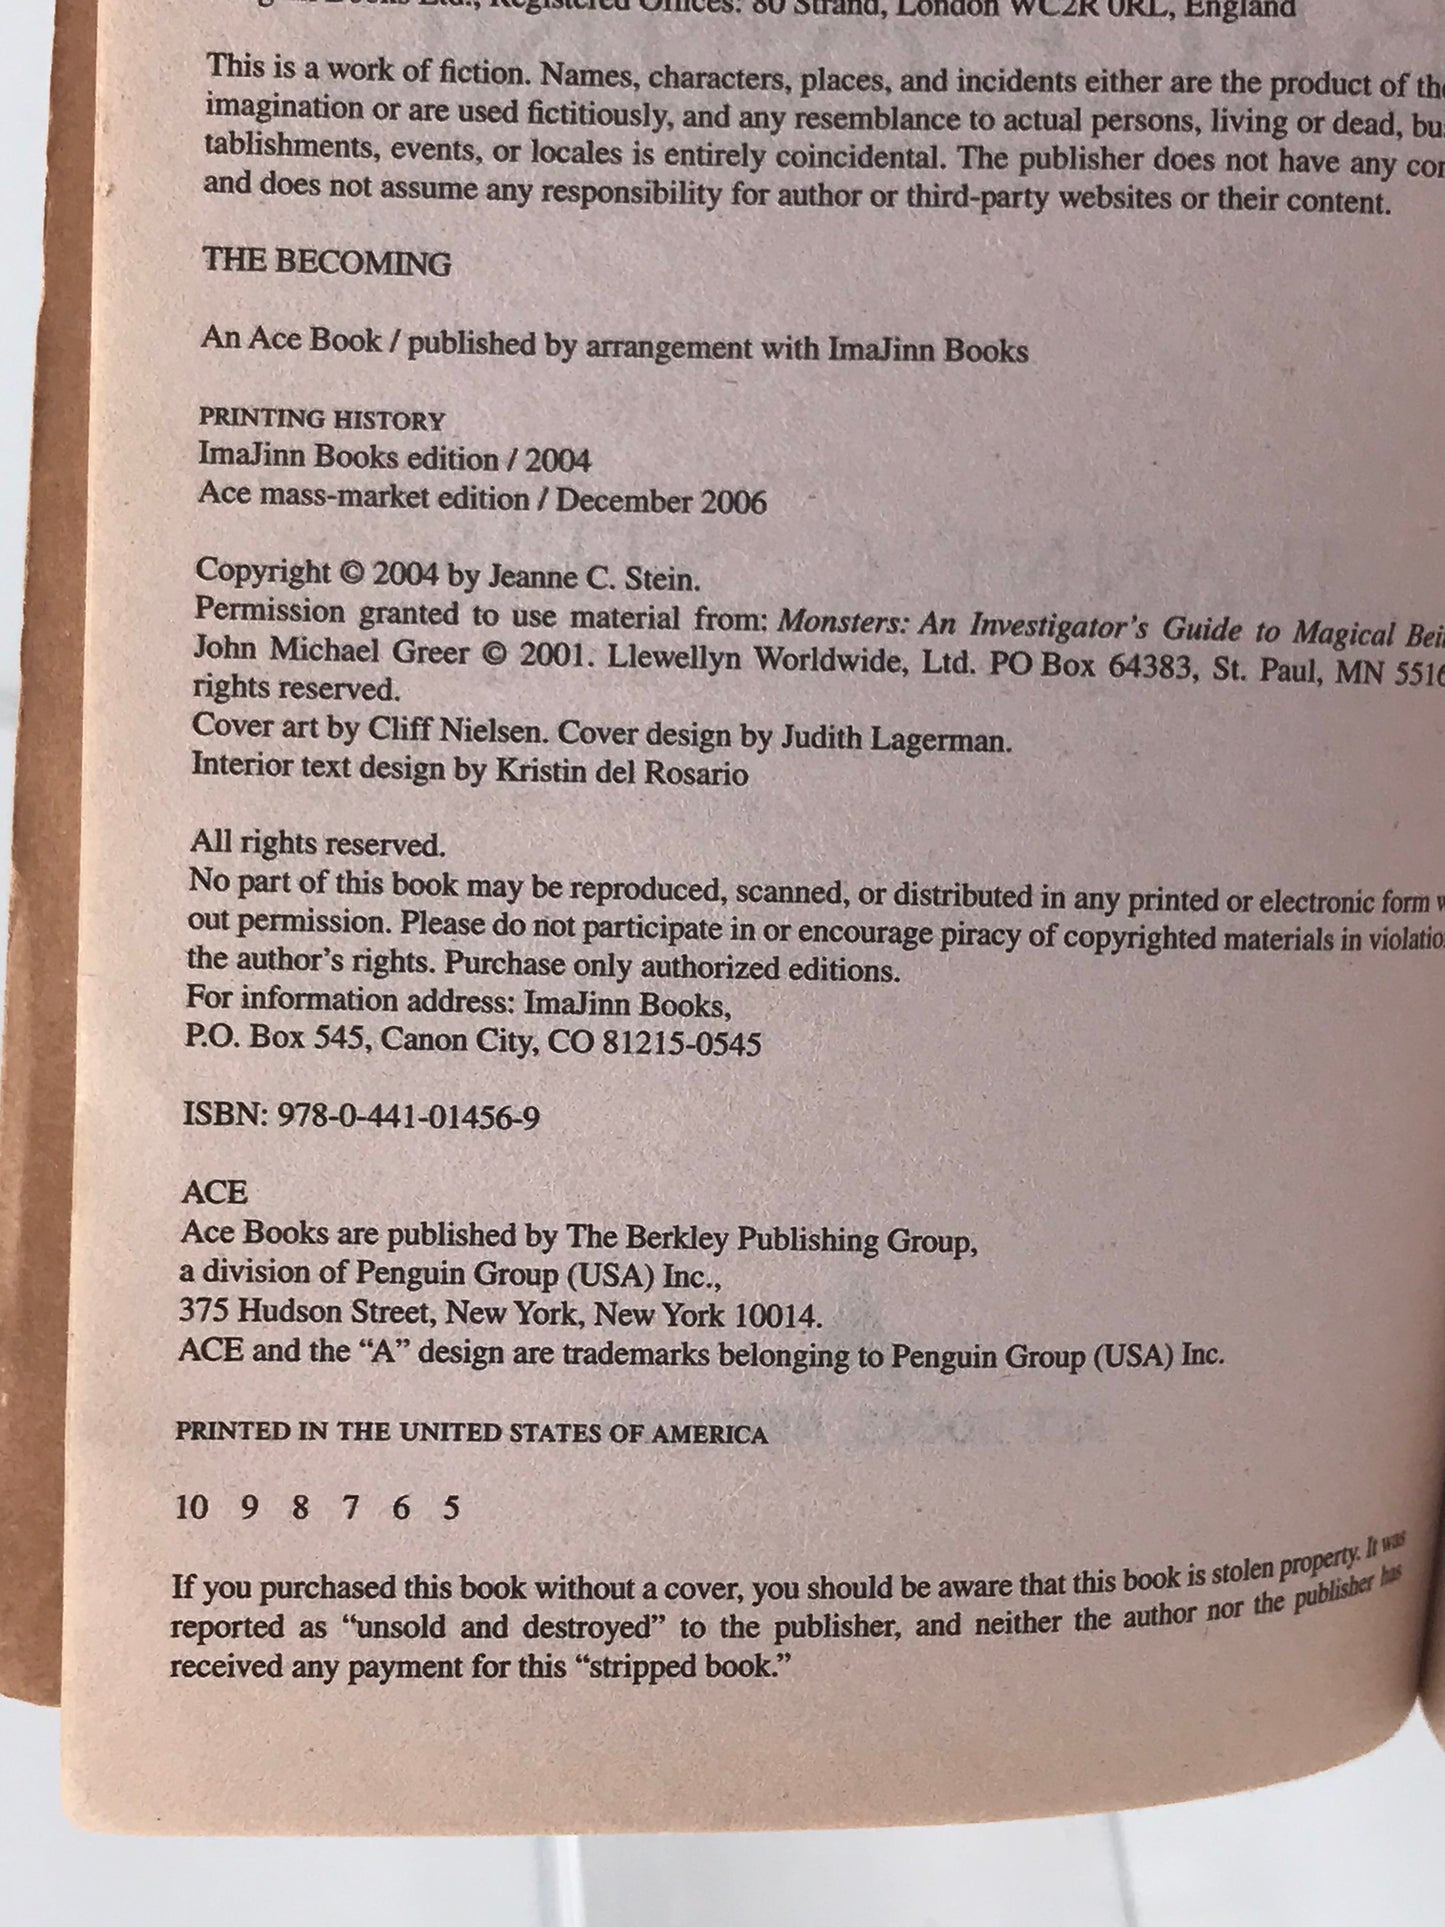 Books Ltd., Registered Offices: 80 Strand, London WC2R 0RL, England
This is a work of fiction. Names, characters, places, and incidents either are the product of the
imagination or are used fictitiously, and any resemblance to actual persons, living or dead, bus
tablishments, events, or locales is entirely coincidental. The publisher does not have any con
and does not assume any responsibility for author or third-party websites or their content.
THE BECOMING
An Ace Book / published by arrangement with ImaJinn Books
PRINTING HISTORY
ImaJinn Books edition / 2004
Ace mass-market edition / December 2006
Copyright © 2004 by Jeanne C. Stein.
Permission granted to use material from: Monsters: An Investigator's Guide to Magical Bei
John Michael Greer © 2001. Llewellyn Worldwide, Ltd. PO Box 64383, St. Paul, MN 5516
rights reserved.
Cover art by Cliff Nielsen. Cover design by Judith Lagerman.
Interior text design by Kristin del Rosario
All rights reserved.
No part of this book may be reproduced, scanned, or distributed in any printed or electronic form w
out permission. Please do not participate in or encourage piracy of copyrighted materials in violatio
the author's rights. Purchase only authorized editions.
For information address: ImaJinn Books,
P.O. Box 545, Canon City, CO 81215-0545
ISBN: 978-0-441-01456-9
ACE
Ace Books are published by The Berkley Publishing Group,
a division of Penguin Group (USA) Inc.,
375 Hudson Street, New York, New York 10014.
ACE and the “A” design are trademarks belonging to Penguin Group (USA) Inc.
PRINTED IN THE UNITED STATES OF AMERICA
10 9 8 7 6 5
If you purchased this book without a cover, you should be aware that this book is stolen property. It was
reported as “unsold and destroyed” to the publisher, and neither the author nor the publisher has
received any payment for this “stripped book.”